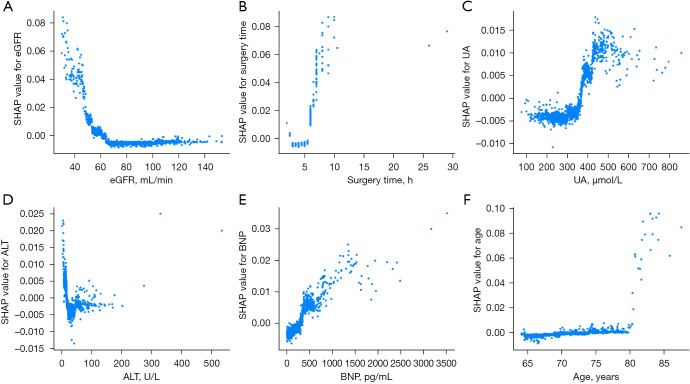 A
SHAP value for eGFR
0.08
0.06
0.04
0.02
0.00
40 60 80 100 120 140
eGFR, mL/min
B
SHAP value for surgery time
0.08
0.06
0.04
0.02
0.00
5 10 15 20 25
Surgery time, h
C
SHAP value for UA
0.015
0.010
0.005
0.000
−0.005
−0.010
100 200 300 400 500 600 700 800
UA, μmol/L
D
SHAP value for ALT
0.025
0.020
0.015
0.010
0.005
0.000
−0.005
−0.010
−0.015
0 100 200 300 400 500
ALT, U/L
E
SHAP value for BNP
0.03
0.02
0.01
0.00
0 500 1000 1500 2000 2500 3000 3500
BNP, pg/mL
F
SHAP value for age
0.10
0.08
0.06
0.04
0.02
0.00
65 70 75 80 85
Age, years